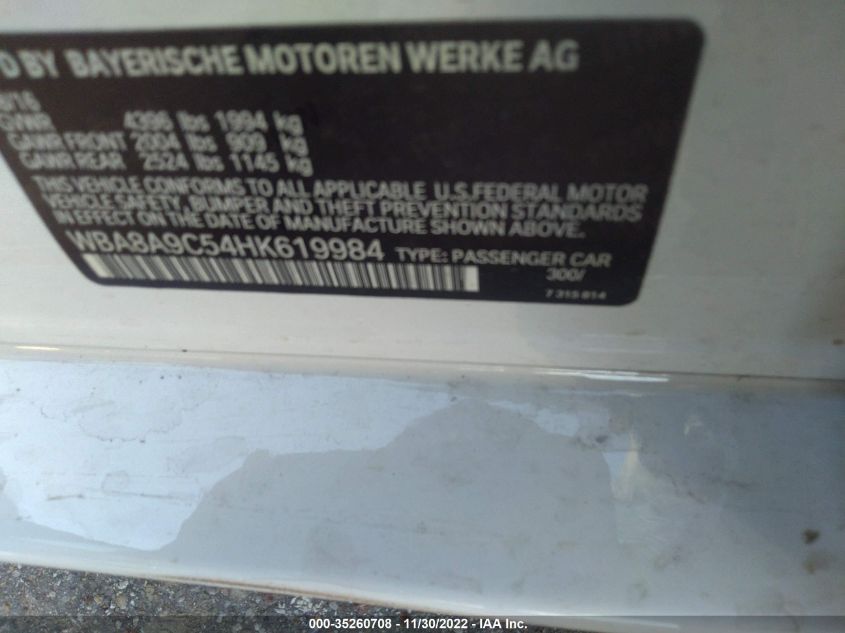 D BY BAYERISCHE MOTOREN WERKE AG
8/16
GVWR 4396 lbs 1994 kg
GAWR FRONT 2004 lbs 909 kg
GAWR REAR 2524 lbs 1145 kg
THIS VEHICLE CONFORMS TO ALL APPLICABLE U.S.FEDERAL MOTOR
VEHICLE SAFETY, BUMPER AND THEFT PREVENTION STANDARDS
IN EFFECT ON THE DATE OF MANUFACTURE SHOWN ABOVE.
WBA8A9C54HK619984 TYPE: PASSENGER CAR
300/
7 315 814
000-35260708 - 11/30/2022 - IAA Inc.